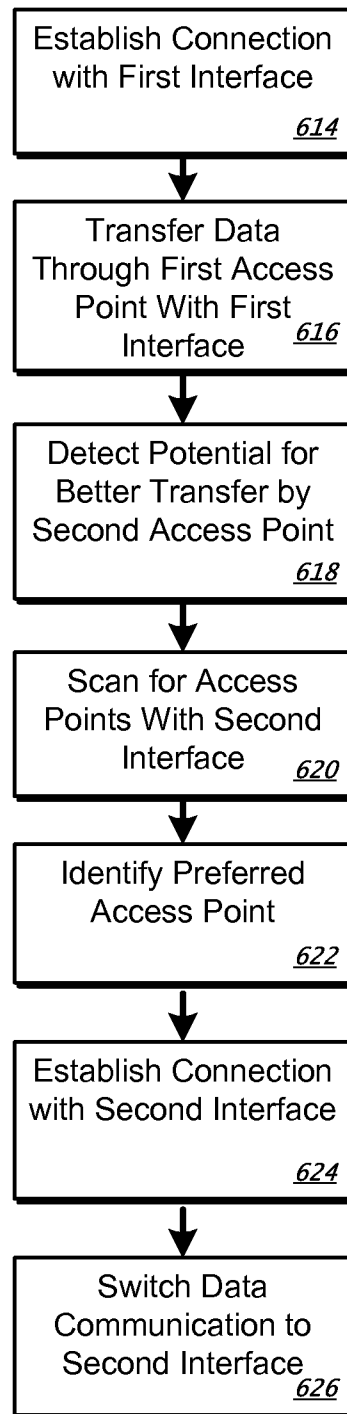 Establish Connection
with First Interface
614
Transfer Data
Through First Access
Point With First
Interface 616
Detect Potential for
Better Transfer by
Second Access Point
618
Scan for Access
Points With Second
Interface 620
Identify Preferred
Access Point
622
Establish Connection
with Second Interface
624
Switch Data
Communication to
Second Interface
626